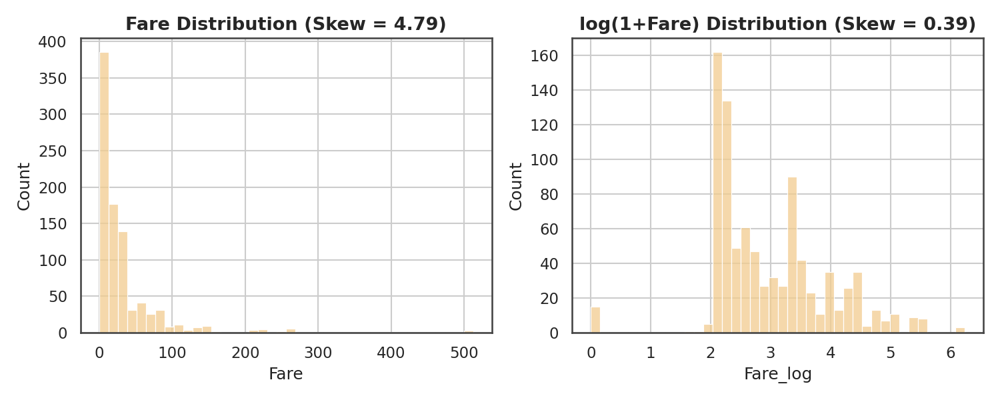 Fare Distribution (Skew = 4.79)
400
350
300
250
200
150
100
50
0
Count
0 100 200 300 400 500
Fare
log(1+Fare) Distribution (Skew = 0.39)
160
140
120
100
80
60
40
20
0
Count
0 1 2 3 4 5 6
Fare_log